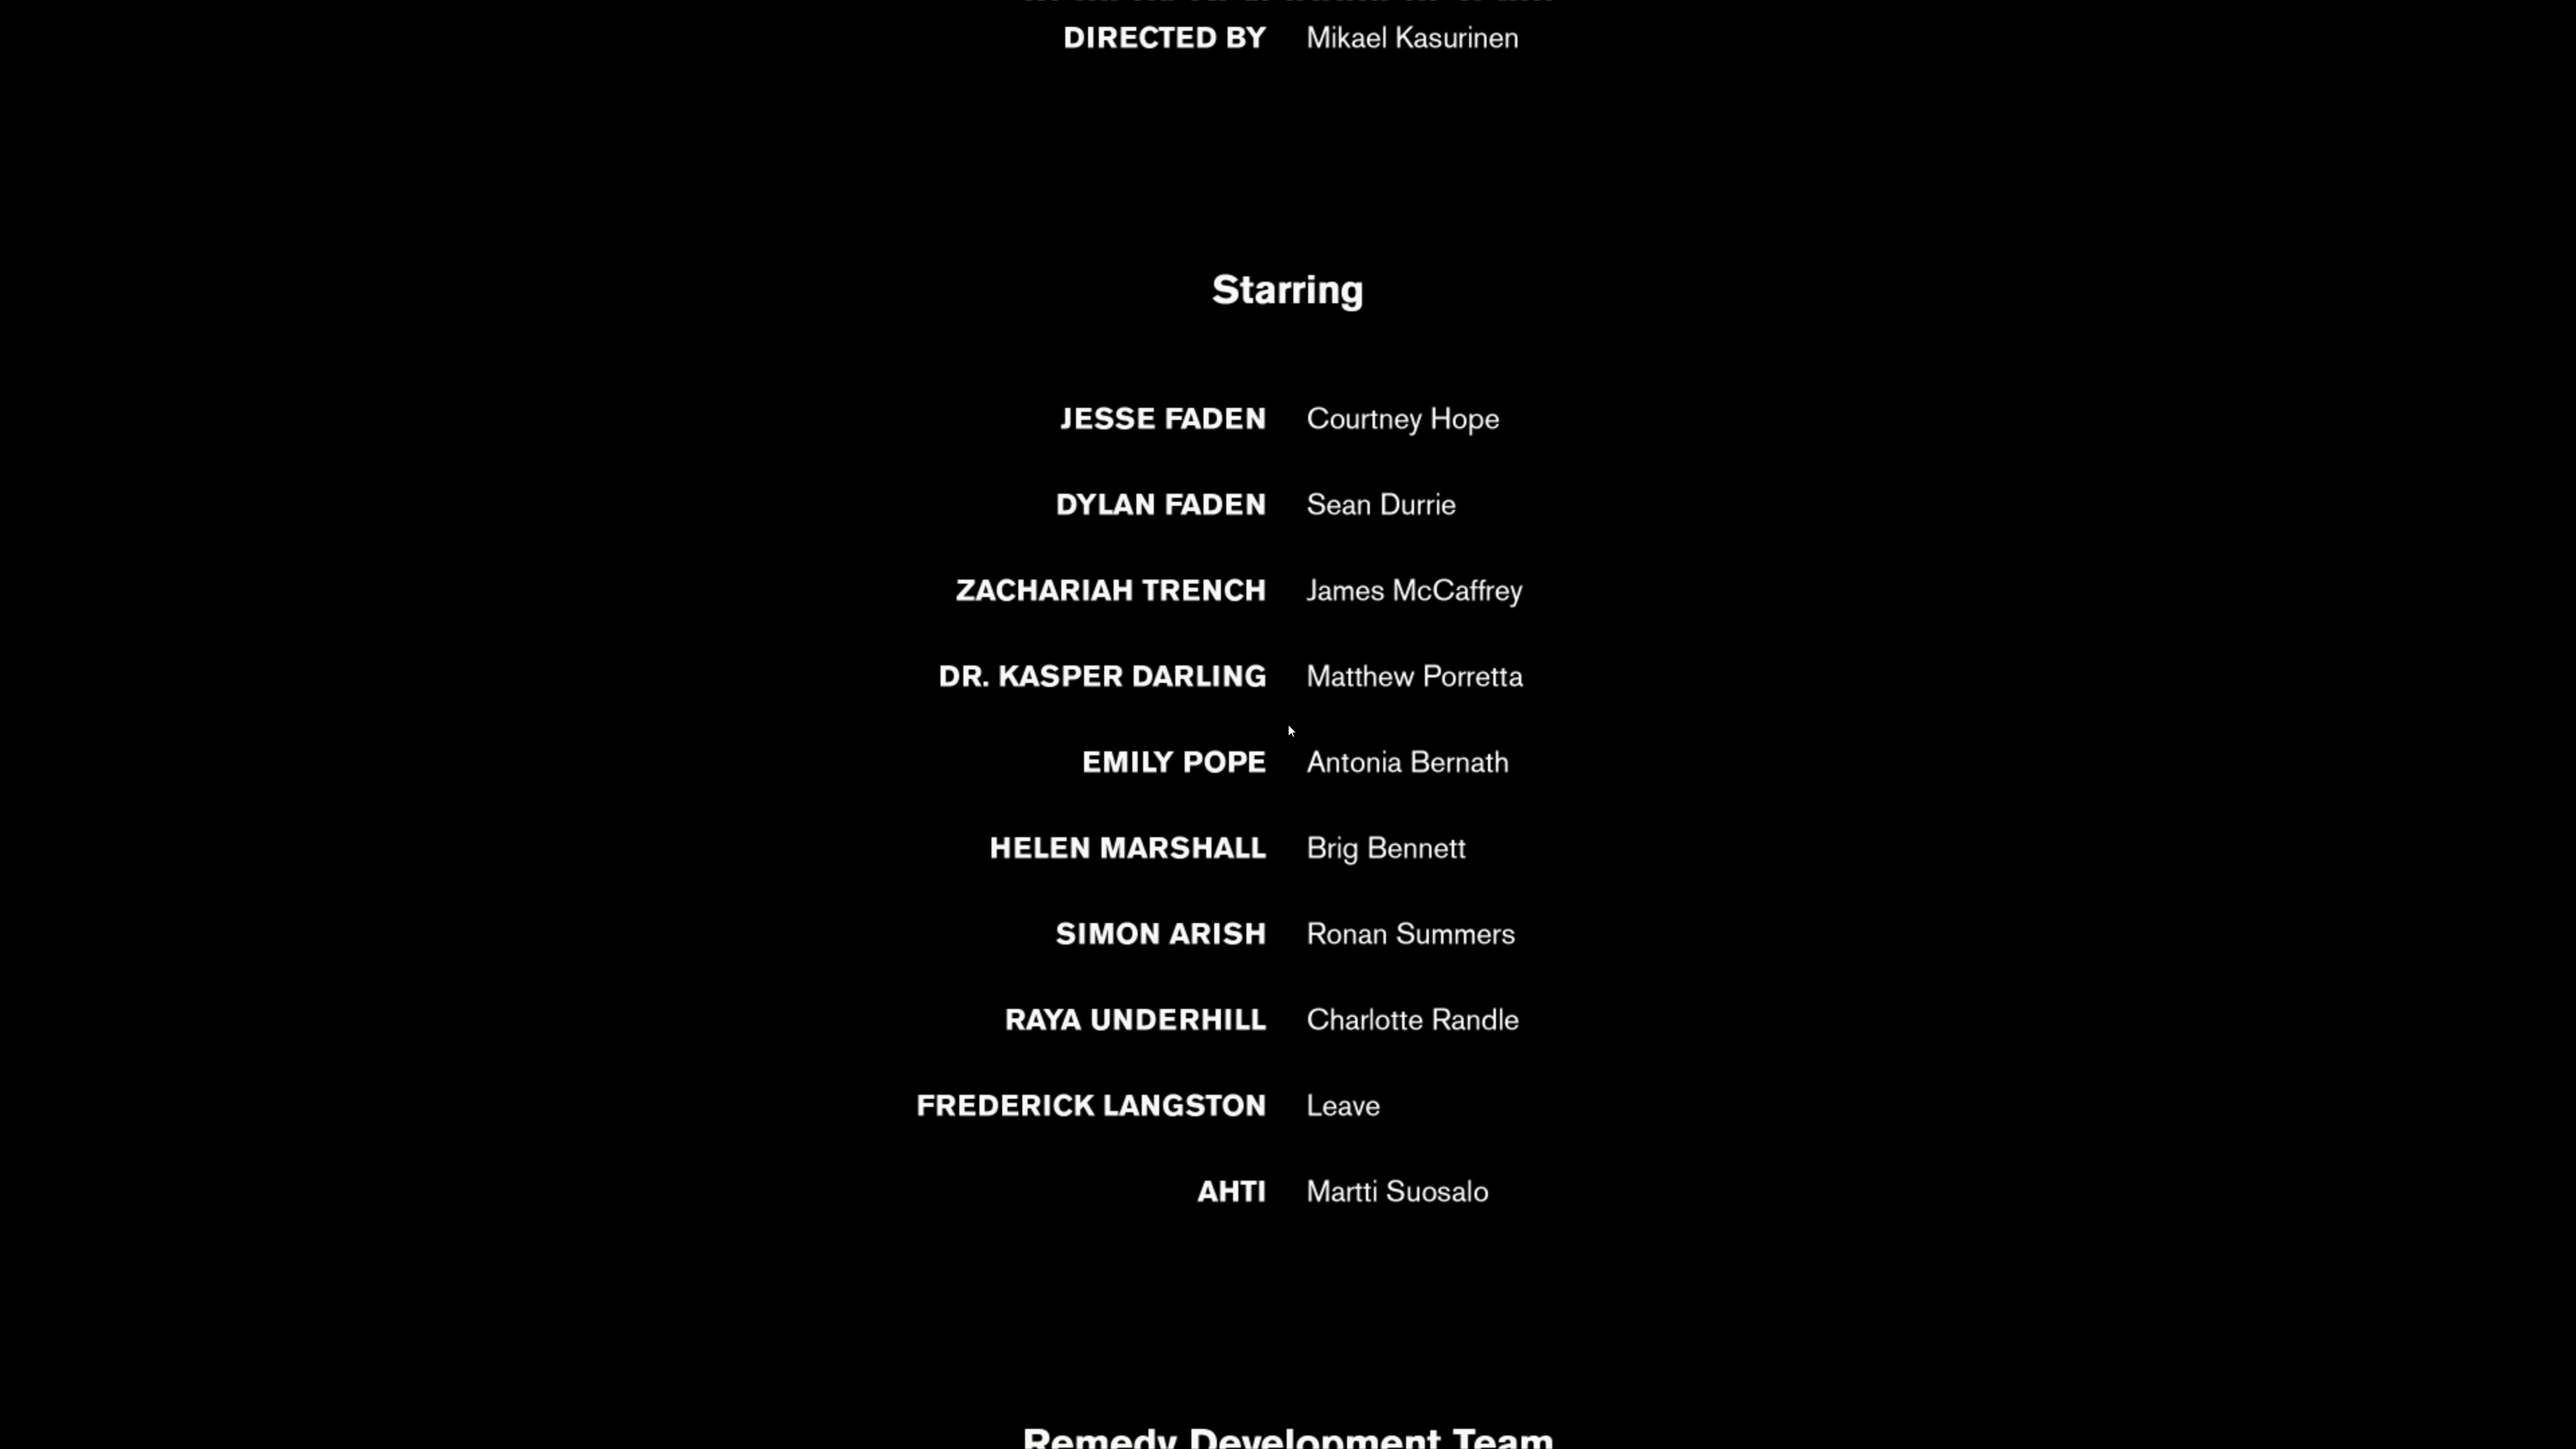 DIRECTED BY Mikael Kasurinen
Starring
JESSE FADEN Courtney Hope
DYLAN FADEN Sean Durrie
ZACHARIAH TRENCH James McCaffrey
DR. KASPER DARLING Matthew Porretta
EMILY POPE Antonia Bernath
HELEN MARSHALL Brig Bennett
SIMON ARISH Ronan Summers
RAYA UNDERHILL Charlotte Randle
FREDERICK LANGSTON Leave
AHTI Martti Suosalo
Remedy Development Team